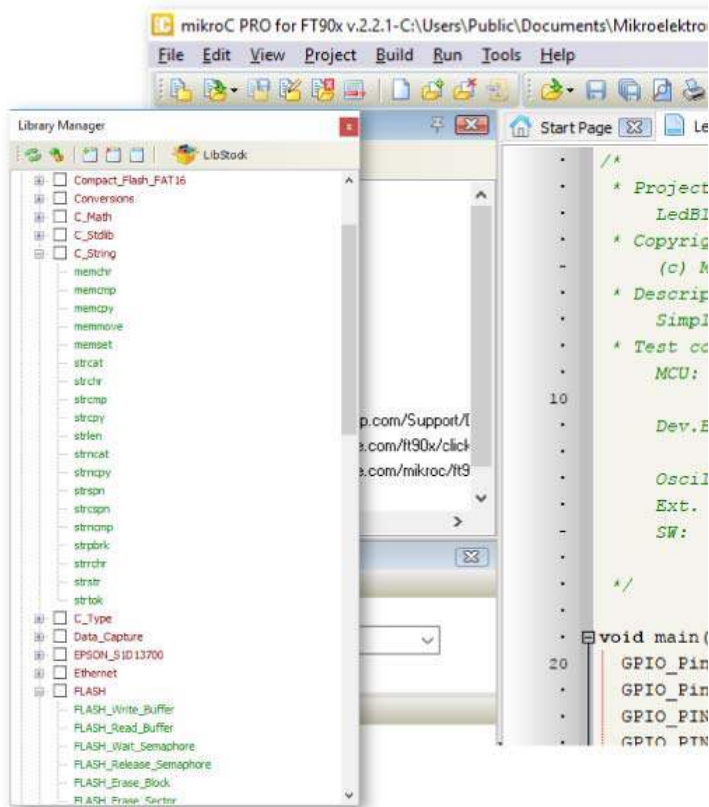 mikroC PRO for FT90x v.2.2.1-C:\Users\Public\Documents\Mikroelektro
File Edit View Project Build Run Tools Help
Library Manager
LibStock
Start Page
Le
Compact_Flash_FAT16
Conversions
C_Math
C_Stdlib
C_String
memchr
memcmp
memcpy
memmove
memset
strcat
strchr
strcmp
strcpy
strlen
strncat
strncpy
strspn
strcspn
strncmp
strpbrk
strrchr
strstr
strtok
C_Type
Data_Capture
EPSON_S1D13700
Ethernet
FLASH
FLASH_Write_Buffer
FLASH_Read_Buffer
FLASH_Wait_Semaphore
FLASH_Release_Semaphore
FLASH_Erase_Block
FLASH_Erase_Sector
p.com/Support/
e.com/ft90x/click
e.com/mikroc/ft9
/*
* Project
LedBl
* Copyrig
(c) M
* Descrip
Simpl
* Test co
MCU:
10
Dev.B
Oscil
Ext.
SW:
*/
void main(
20 GPIO_Pin
GPIO_Pin
GPIO_PIN
GPIO_PIN